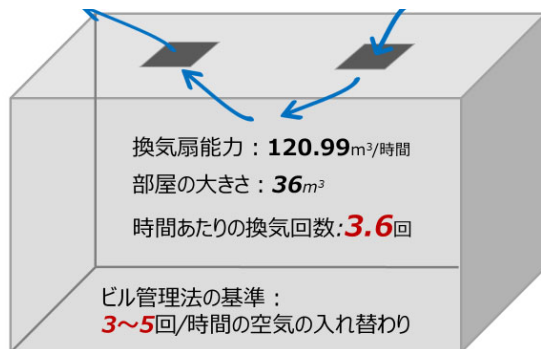 換気扇能力：120.99m³/時間
部屋の大きさ：36m³
時間あたりの換気回数:3.6回
ビル管理法の基準：
3～5回/時間の空気の入れ替わり